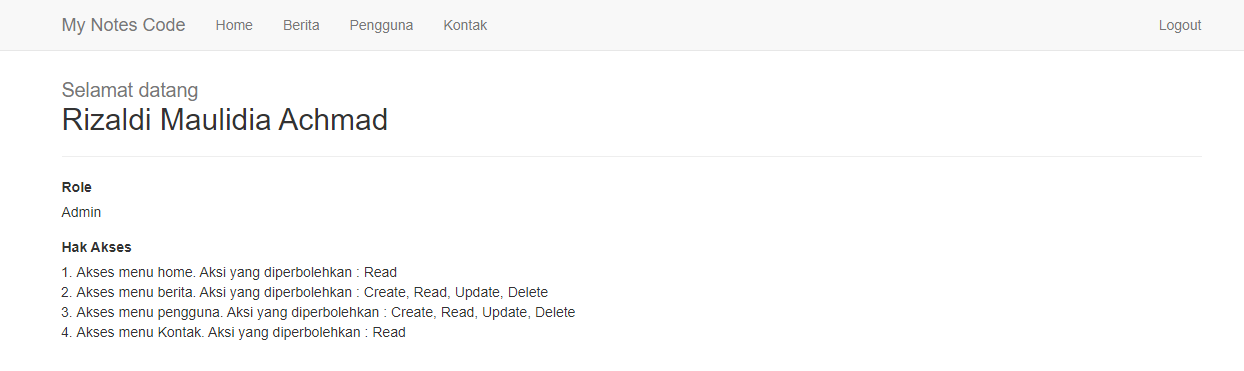 My Notes Code Home Berita Pengguna Kontak Logout
Selamat datang
Rizaldi Maulidia Achmad
Role
Admin
Hak Akses
1. Akses menu home. Aksi yang diperbolehkan : Read
2. Akses menu berita. Aksi yang diperbolehkan : Create, Read, Update, Delete
3. Akses menu pengguna. Aksi yang diperbolehkan : Create, Read, Update, Delete
4. Akses menu Kontak. Aksi yang diperbolehkan : Read